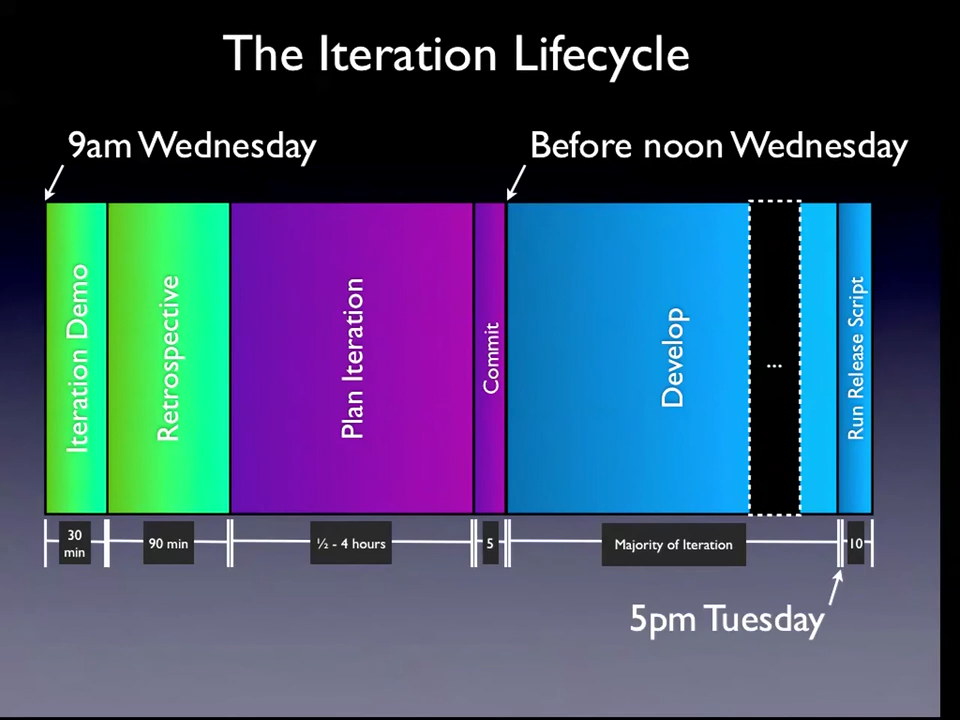 The Iteration Lifecycle
9am Wednesday
Before noon Wednesday
Iteration Demo
Retrospective
Plan Iteration
Commit
Develop
...
Run Release Script
30
min
90 min
½ - 4 hours
5
Majority of Iteration
10
5pm Tuesday